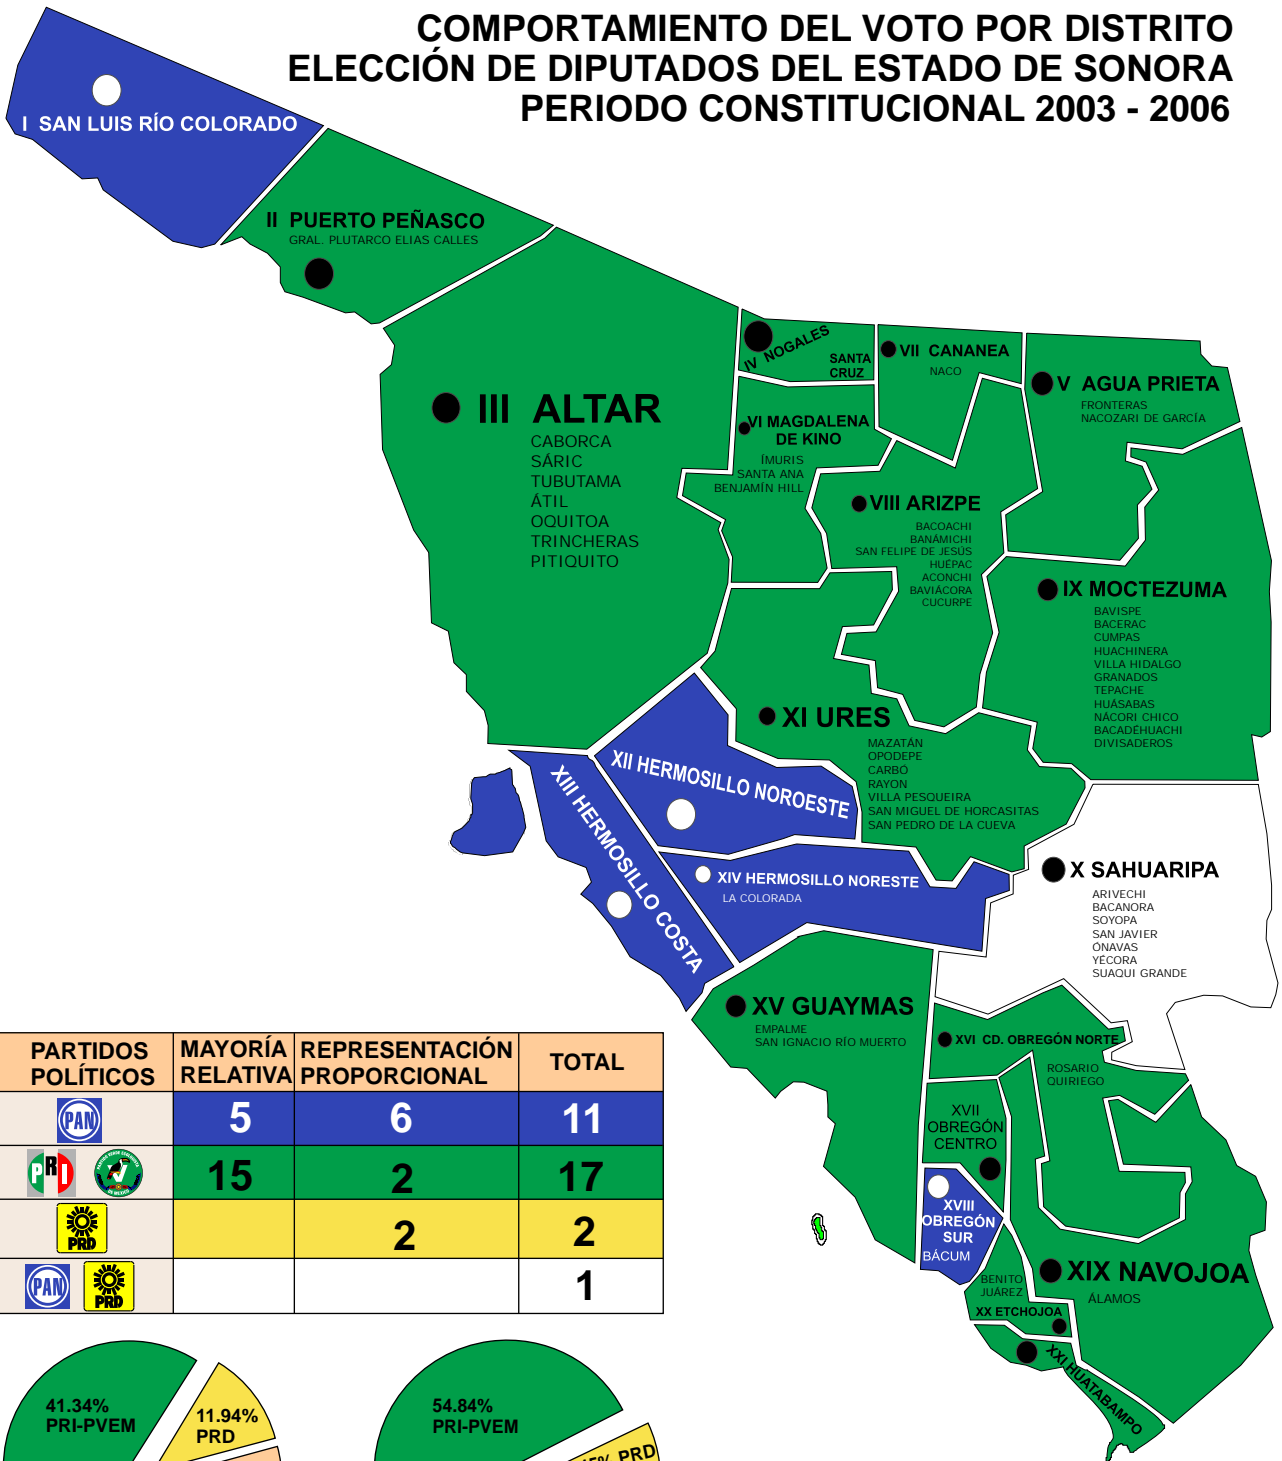 COMPORTAMIENTO DEL VOTO POR DISTRITO
ELECCIÓN DE DIPUTADOS DEL ESTADO DE SONORA
PERIODO CONSTITUCIONAL 2003 - 2006
I SAN LUIS RÍO COLORADO
II PUERTO PEÑASCO
GRAL. PLUTARCO ELIAS CALLES
III ALTAR
CABORCA
SÁRIC
TUBUTAMA
ÁTIL
OQUITOA
TRINCHERAS
PITIQUITO
IV NOGALES
SANTA
CRUZ
VII CANANEA
NACO
V AGUA PRIETA
FRONTERAS
NACOZARI DE GARCÍA
VI MAGDALENA
DE KINO
ÍMURIS
SANTA ANA
BENJAMÍN HILL
VIII ARIZPE
BACOACHI
BANÁMICHI
SAN FELIPE DE JESÚS
HUÉPAC
ACONCHI
BAVIÁCORA
CUCURPE
IX MOCTEZUMA
BAVISPE
BACERAC
CUMPAS
HUACHINERA
VILLA HIDALGO
GRANADOS
TEPACHE
HUÁSABAS
NÁCORI CHICO
BACADÉHUACHI
DIVISADEROS
XI URES
MAZATÁN
OPODEPE
CARBÓ
RAYON
VILLA PESQUEIRA
SAN MIGUEL DE HORCASITAS
SAN PEDRO DE LA CUEVA
XII HERMOSILLO NOROESTE
XIII HERMOSILLO COSTA
XIV HERMOSILLO NORESTE
LA COLORADA
X SAHUARIPA
ARIVECHI
BACANORA
SOYOPA
SAN JAVIER
ÓNAVAS
YÉCORA
SUAQUI GRANDE
XV GUAYMAS
EMPALME
SAN IGNACIO RÍO MUERTO
XVI CD. OBREGÓN NORTE
ROSARIO
QUIRIEGO
XVII
OBREGÓN
CENTRO
XVIII
OBREGÓN
SUR
BÁCUM
XIX NAVOJOA
ÁLAMOS
BENITO
JUÁREZ
XX ETCHOJOA
XXI HUATABAMPO
PARTIDOS POLÍTICOS MAYORÍA RELATIVA REPRESENTACIÓN PROPORCIONAL TOTAL
PAN 5 6 11
PRI 15 2 17
PRD 2 2
PAN PRD 1
41.34%
PRI-PVEM
11.94%
PRD
54.84%
PRI-PVEM
PRD